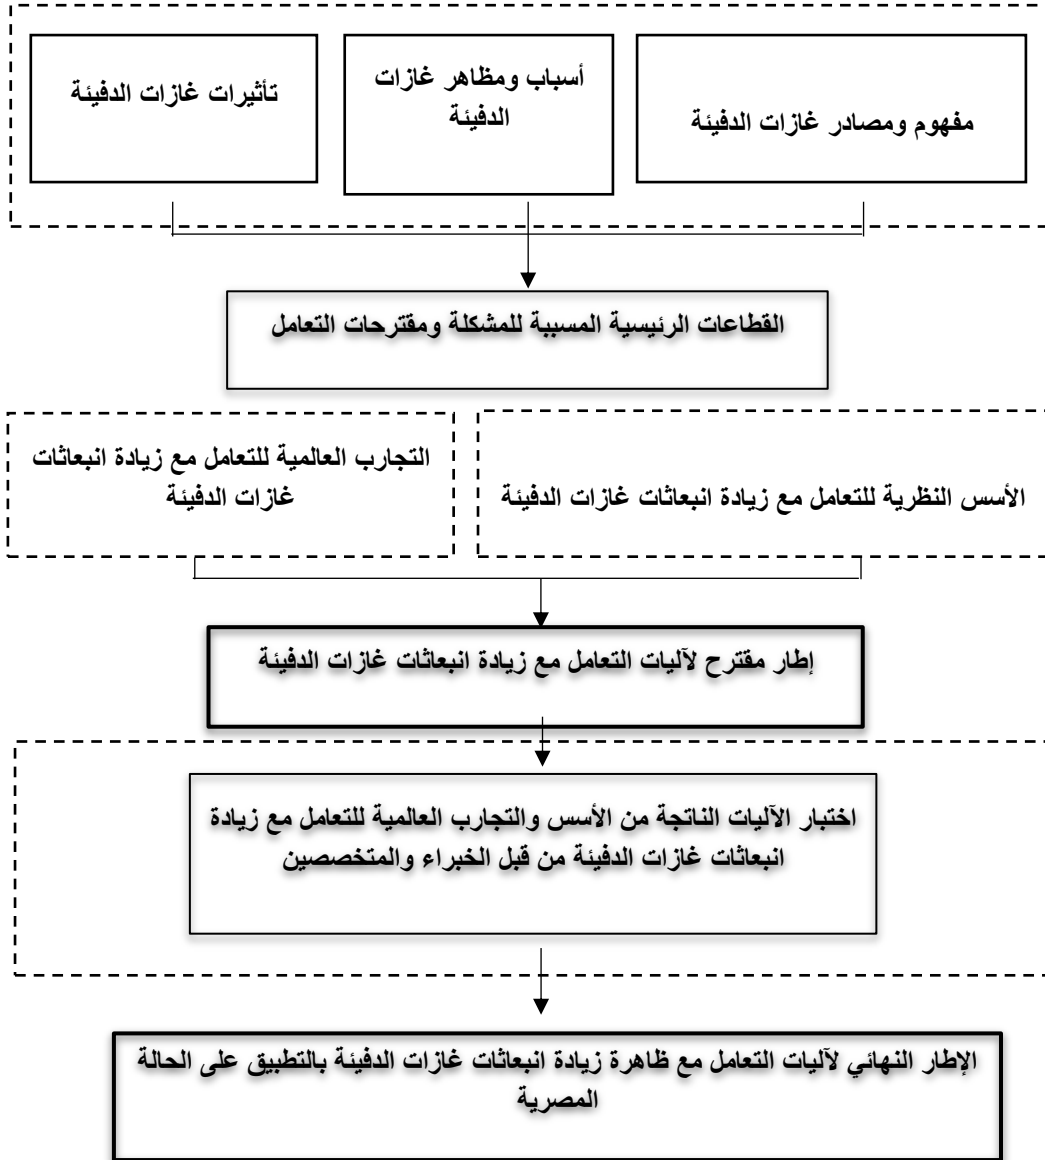 مفهوم ومصادر غازات الدفيئة
أسباب ومظاهر غازات
الدفيئة
تأثيرات غازات الدفيئة
القطاعات الرئيسية المسببة للمشكلة ومقترحات التعامل
الأسس النظرية للتعامل مع زيادة انبعاثات غازات الدفيئة
التجارب العالمية للتعامل مع زيادة انبعاثات
غازات الدفيئة
إطار مقترح لآليات التعامل مع زيادة انبعاثات غازات الدفيئة
اختبار الآليات الناتجة من الأسس والتجارب العالمية للتعامل مع زيادة
انبعاثات غازات الدفيئة من قبل الخبراء والمتخصصين
الإطار النهائي لآليات التعامل مع ظاهرة زيادة انبعاثات غازات الدفيئة بالتطبيق على الحالة
المصرية